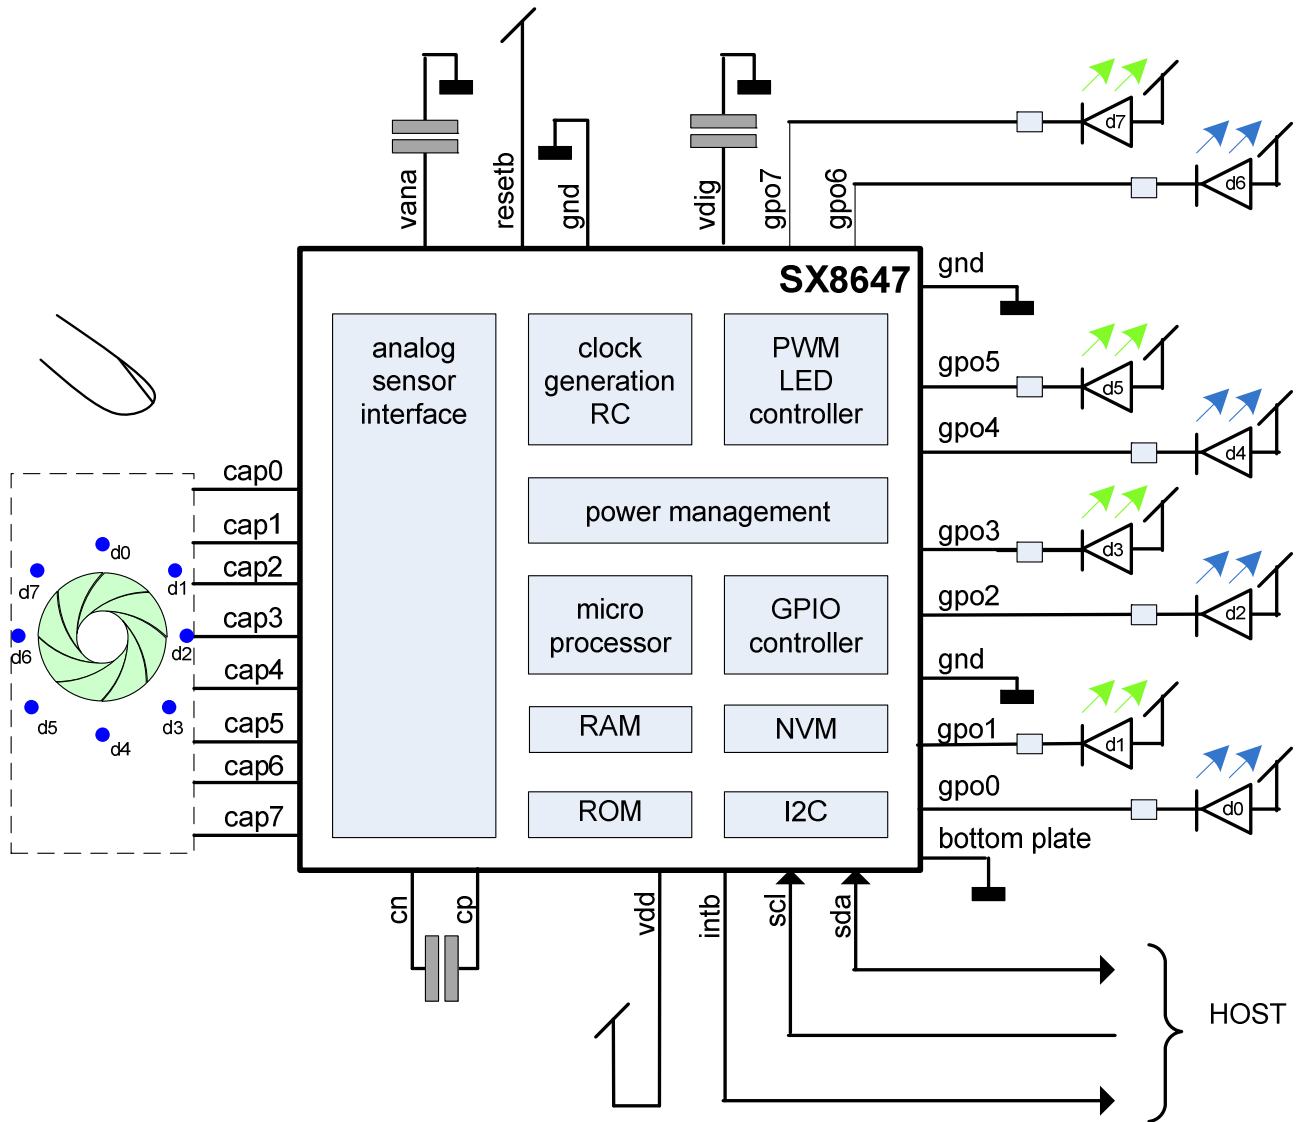 vana
resetb
gnd
vdig
gpo7
gpo6
d7
d6
SX8647
gnd
analog
sensor
interface
clock
generation
RC
PWM
LED
controller
gpo5
d5
gpo4
d4
power management
gpo3
d3
gpo2
d2
micro
processor
GPIO
controller
gnd
RAM
NVM
gpo1
d1
gpo0
d0
ROM
I2C
bottom plate
cap0
cap1
cap2
cap3
cap4
cap5
cap6
cap7
d0
d7
d1
d6
d2
d5
d3
d4
cn
cp
vdd
intb
scl
sda
HOST